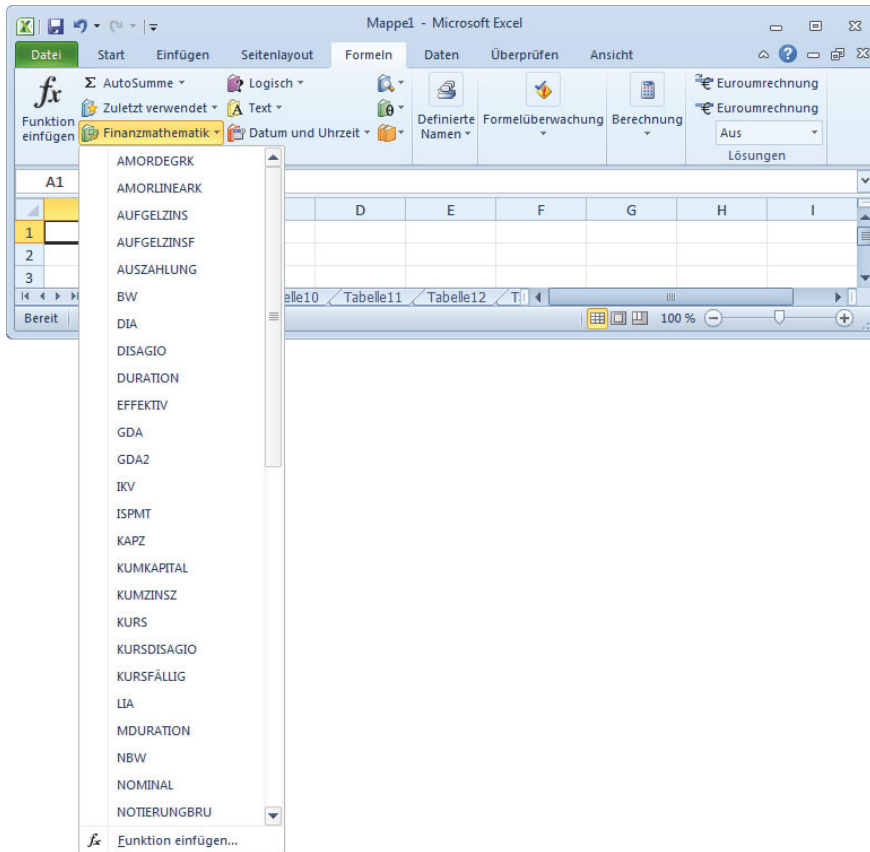 Mappe1 - Microsoft Excel
Datei Start Einfügen Seitenlayout Formeln Daten Überprüfen Ansicht
fx
Funktion einfügen
Σ AutoSumme
Zuletzt verwendet
Finanzmathematik
Logisch
A Text
Datum und Uhrzeit
θ
Definierte Namen
Formelüberwachung
Berechnung
€ Euroumrechnung
€ Euroumrechnung
Aus
Lösungen
A1
D E F G H I
1
2
3
elle10 Tabelle11 Tabelle12
Bereit 100 %
AMORDEGRK
AMORLINEARK
AUFGELZINS
AUFGELZINSF
AUSZAHLUNG
BW
DIA
DISAGIO
DURATION
EFFEKTIV
GDA
GDA2
IKV
ISPMT
KAPZ
KUMKAPITAL
KUMZINSZ
KURS
KURSDISAGIO
KURSFÄLLIG
LIA
MDURATION
NBW
NOMINAL
NOTIERUNGBRU
fx Funktion einfügen...